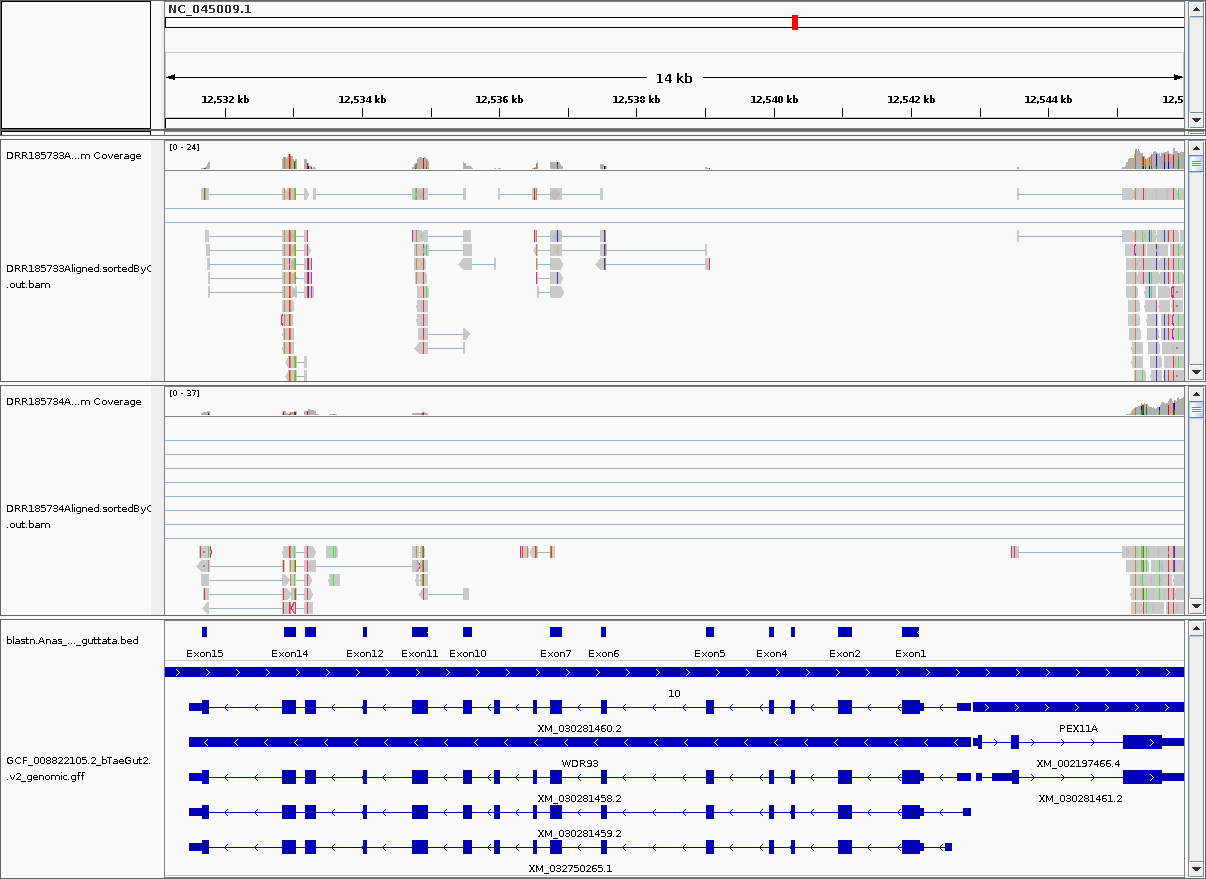 NC_045009.1
14 kb
12,532 kb 12,534 kb 12,536 kb 12,538 kb 12,540 kb 12,542 kb 12,544 kb 12,5
DRR185733A...m Coverage
[0 - 24]
DRR185733Aligned.sortedByC
.out.bam
DRR185734A...m Coverage
[0 - 37]
DRR185734Aligned.sortedByC
.out.bam
blastn.Anas_..._guttata.bed
Exon15 Exon14 Exon12 Exon11 Exon10 Exon7 Exon6 Exon5 Exon4 Exon2 Exon1
10
XM_030281460.2 PEX11A
GCF_008822105.2_bTaeGut2.
.v2_genomic.gff
WDR93 XM_002197466.4
XM_030281458.2 XM_030281461.2
XM_030281459.2
XM_032750265.1